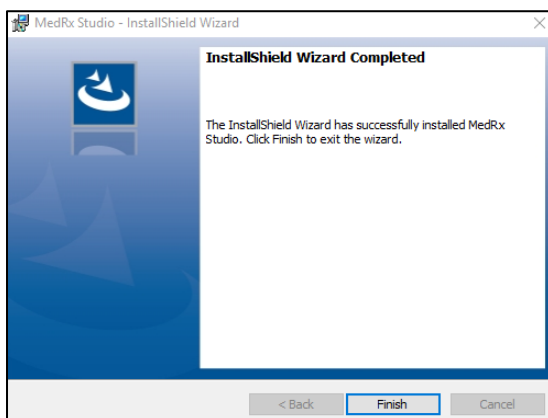 MedRx Studio - InstallShield Wizard
InstallShield Wizard Completed
The InstallShield Wizard has successfully installed MedRx
Studio. Click Finish to exit the wizard.
< Back
Finish
Cancel